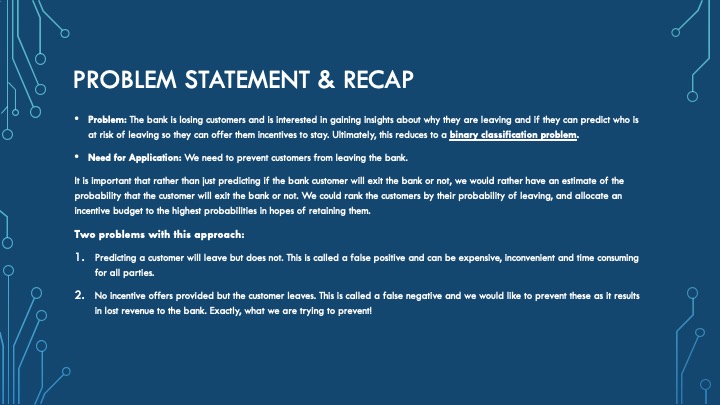 PROBLEM STATEMENT & RECAP
• Problem: The bank is losing customers and is interested in gaining insights about why they are leaving and if they can predict who is
at risk of leaving so they can offer them incentives to stay. Ultimately, this reduces to a binary classification problem.
• Need for Application: We need to prevent customers from leaving the bank.
It is important that rather than just predicting if the bank customer will exit the bank or not, we would rather have an estimate of the
probability that the customer will exit the bank or not. We could rank the customers by their probability of leaving, and allocate an
incentive budget to the highest probabilities in hopes of retaining them.
Two problems with this approach:
1. Predicting a customer will leave but does not. This is called a false positive and can be expensive, inconvenient and time consuming
for all parties.
2. No incentive offers provided but the customer leaves. This is called a false negative and we would like to prevent these as it results
in lost revenue to the bank. Exactly, what we are trying to prevent!